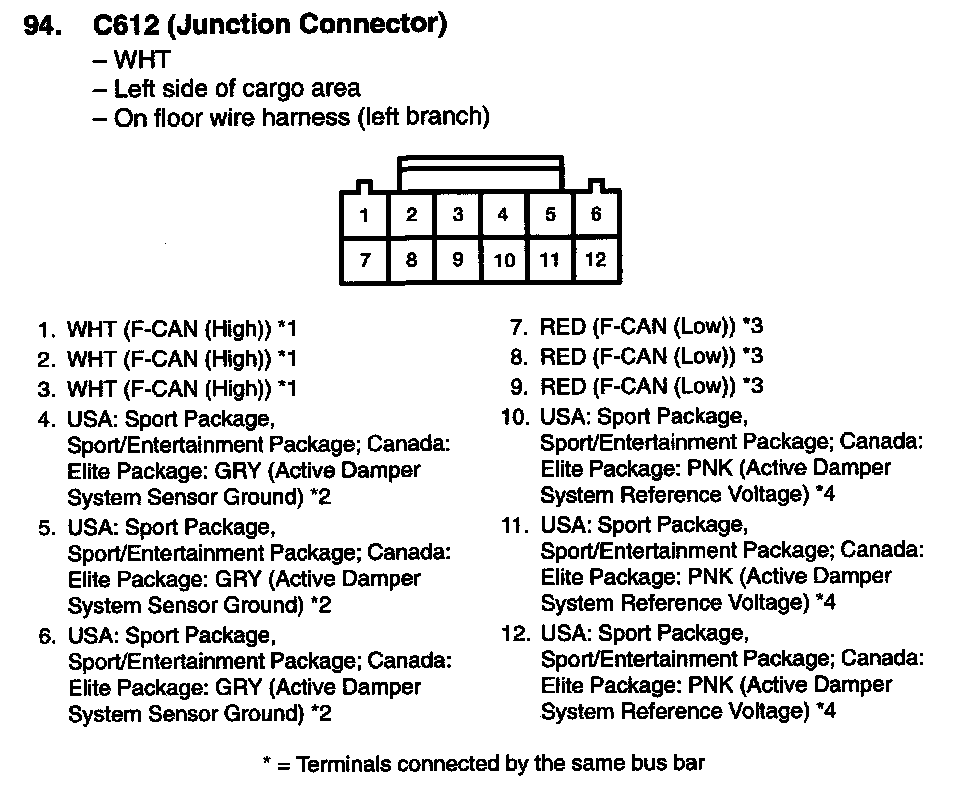 94. C612 (Junction Connector)
– WHT
– Left side of cargo area
– On floor wire harness (left branch)
1 2 3 4 5 6
7 8 9 10 11 12
1. WHT (F-CAN (High)) *1
2. WHT (F-CAN (High)) *1
3. WHT (F-CAN (High)) *1
4. USA: Sport Package,
Sport/Entertainment Package; Canada:
Elite Package: GRY (Active Damper
System Sensor Ground) *2
5. USA: Sport Package,
Sport/Entertainment Package; Canada:
Elite Package: GRY (Active Damper
System Sensor Ground) *2
6. USA: Sport Package,
Sport/Entertainment Package; Canada:
Elite Package: GRY (Active Damper
System Sensor Ground) *2
7. RED (F-CAN (Low)) *3
8. RED (F-CAN (Low)) *3
9. RED (F-CAN (Low)) *3
10. USA: Sport Package,
Sport/Entertainment Package; Canada:
Elite Package: PNK (Active Damper
System Reference Voltage) *4
11. USA: Sport Package,
Sport/Entertainment Package; Canada:
Elite Package: PNK (Active Damper
System Reference Voltage) *4
12. USA: Sport Package,
Sport/Entertainment Package; Canada:
Elite Package: PNK (Active Damper
System Reference Voltage) *4
* = Terminals connected by the same bus bar